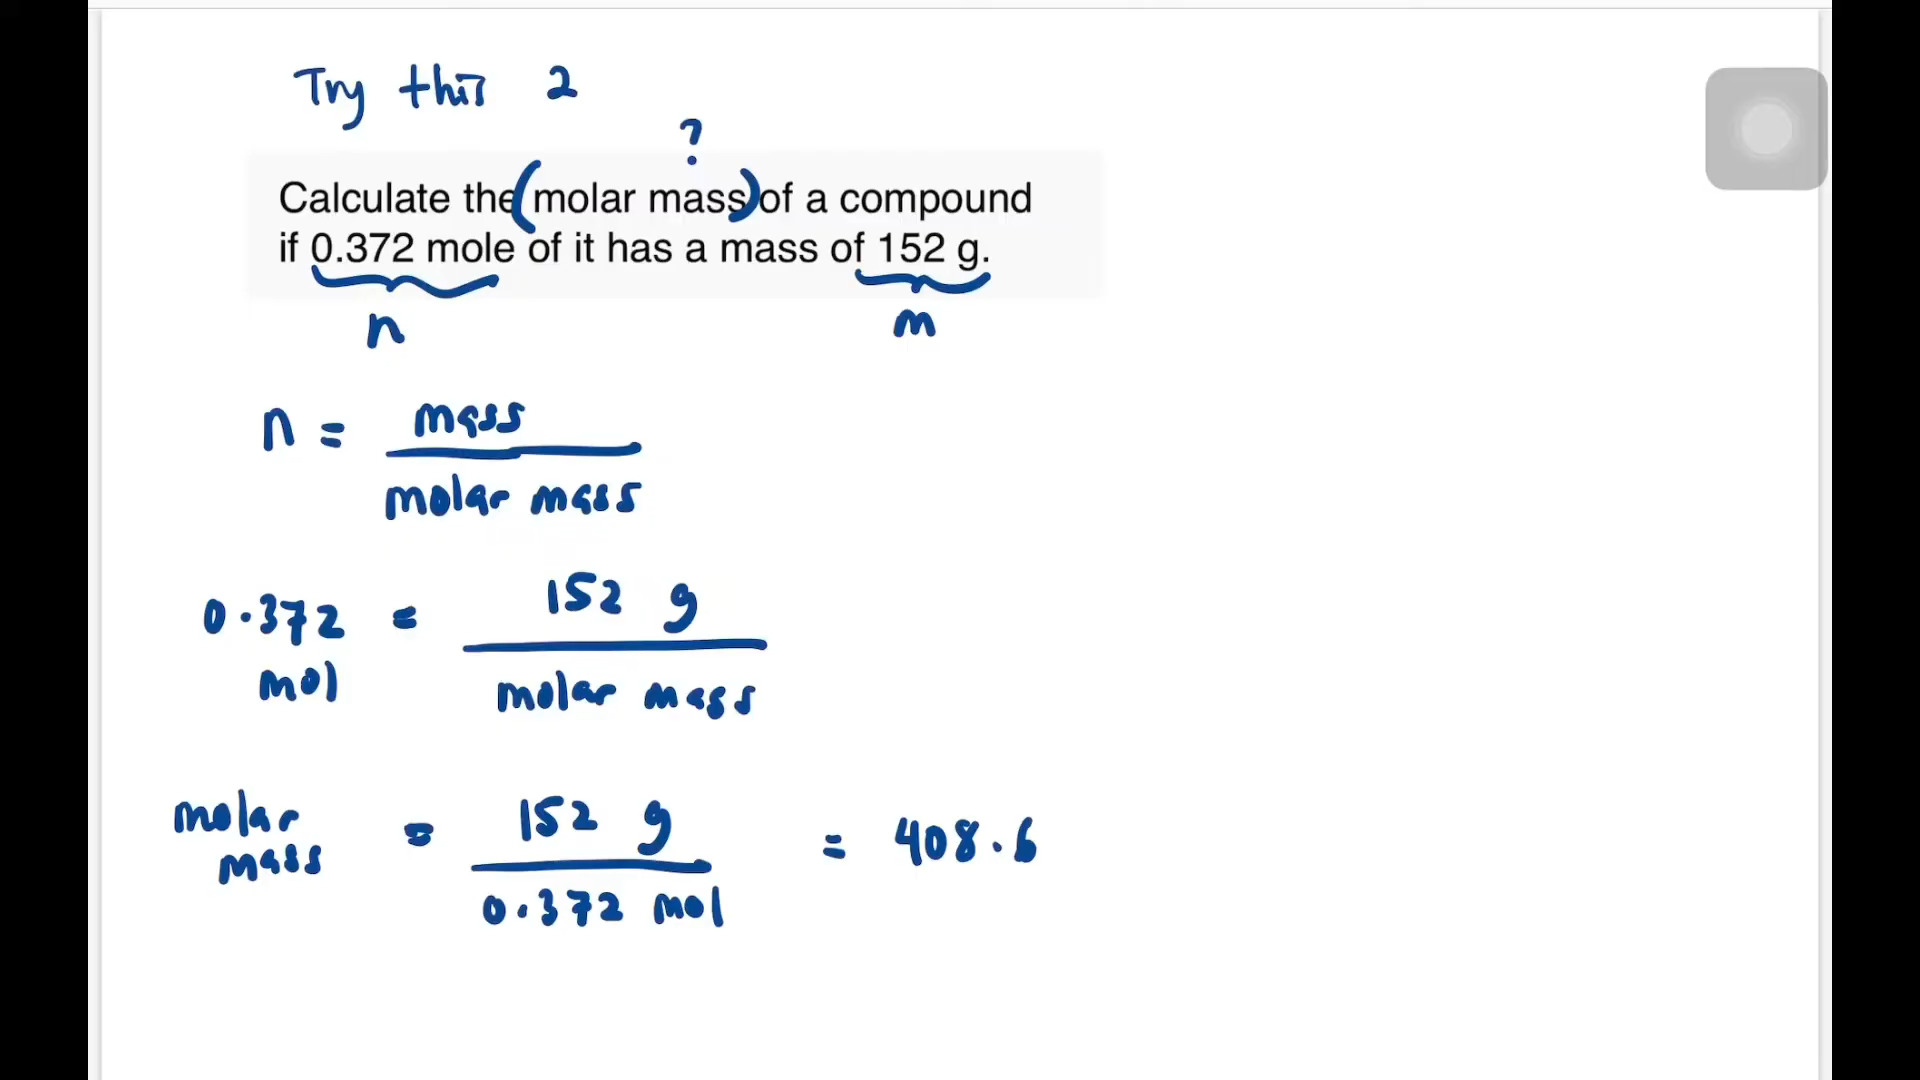 Try this 2
?
Calculate the (molar mass) of a compound
if 0.372 mole of it has a mass of 152 g.
n m
n = mass
molar mass
0.372 mol = 152 g
molar mass
molar mass = 152 g = 408.6
0.372 mol